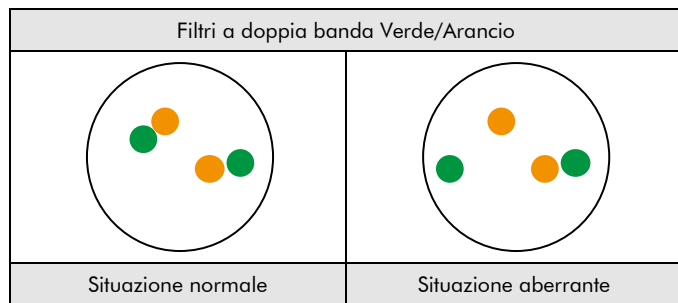 Filtri a doppia banda Verde/Arancio
Situazione normale
Situazione aberrante